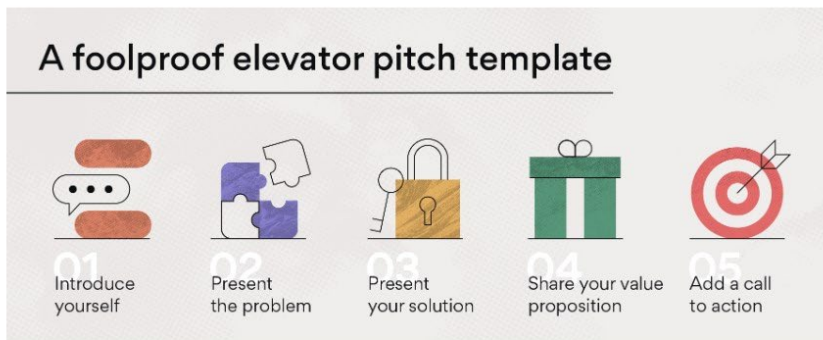 A foolproof elevator pitch template
01
Introduce
yourself
02
Present
the problem
03
Present
your solution
04
Share your value
proposition
05
Add a call
to action